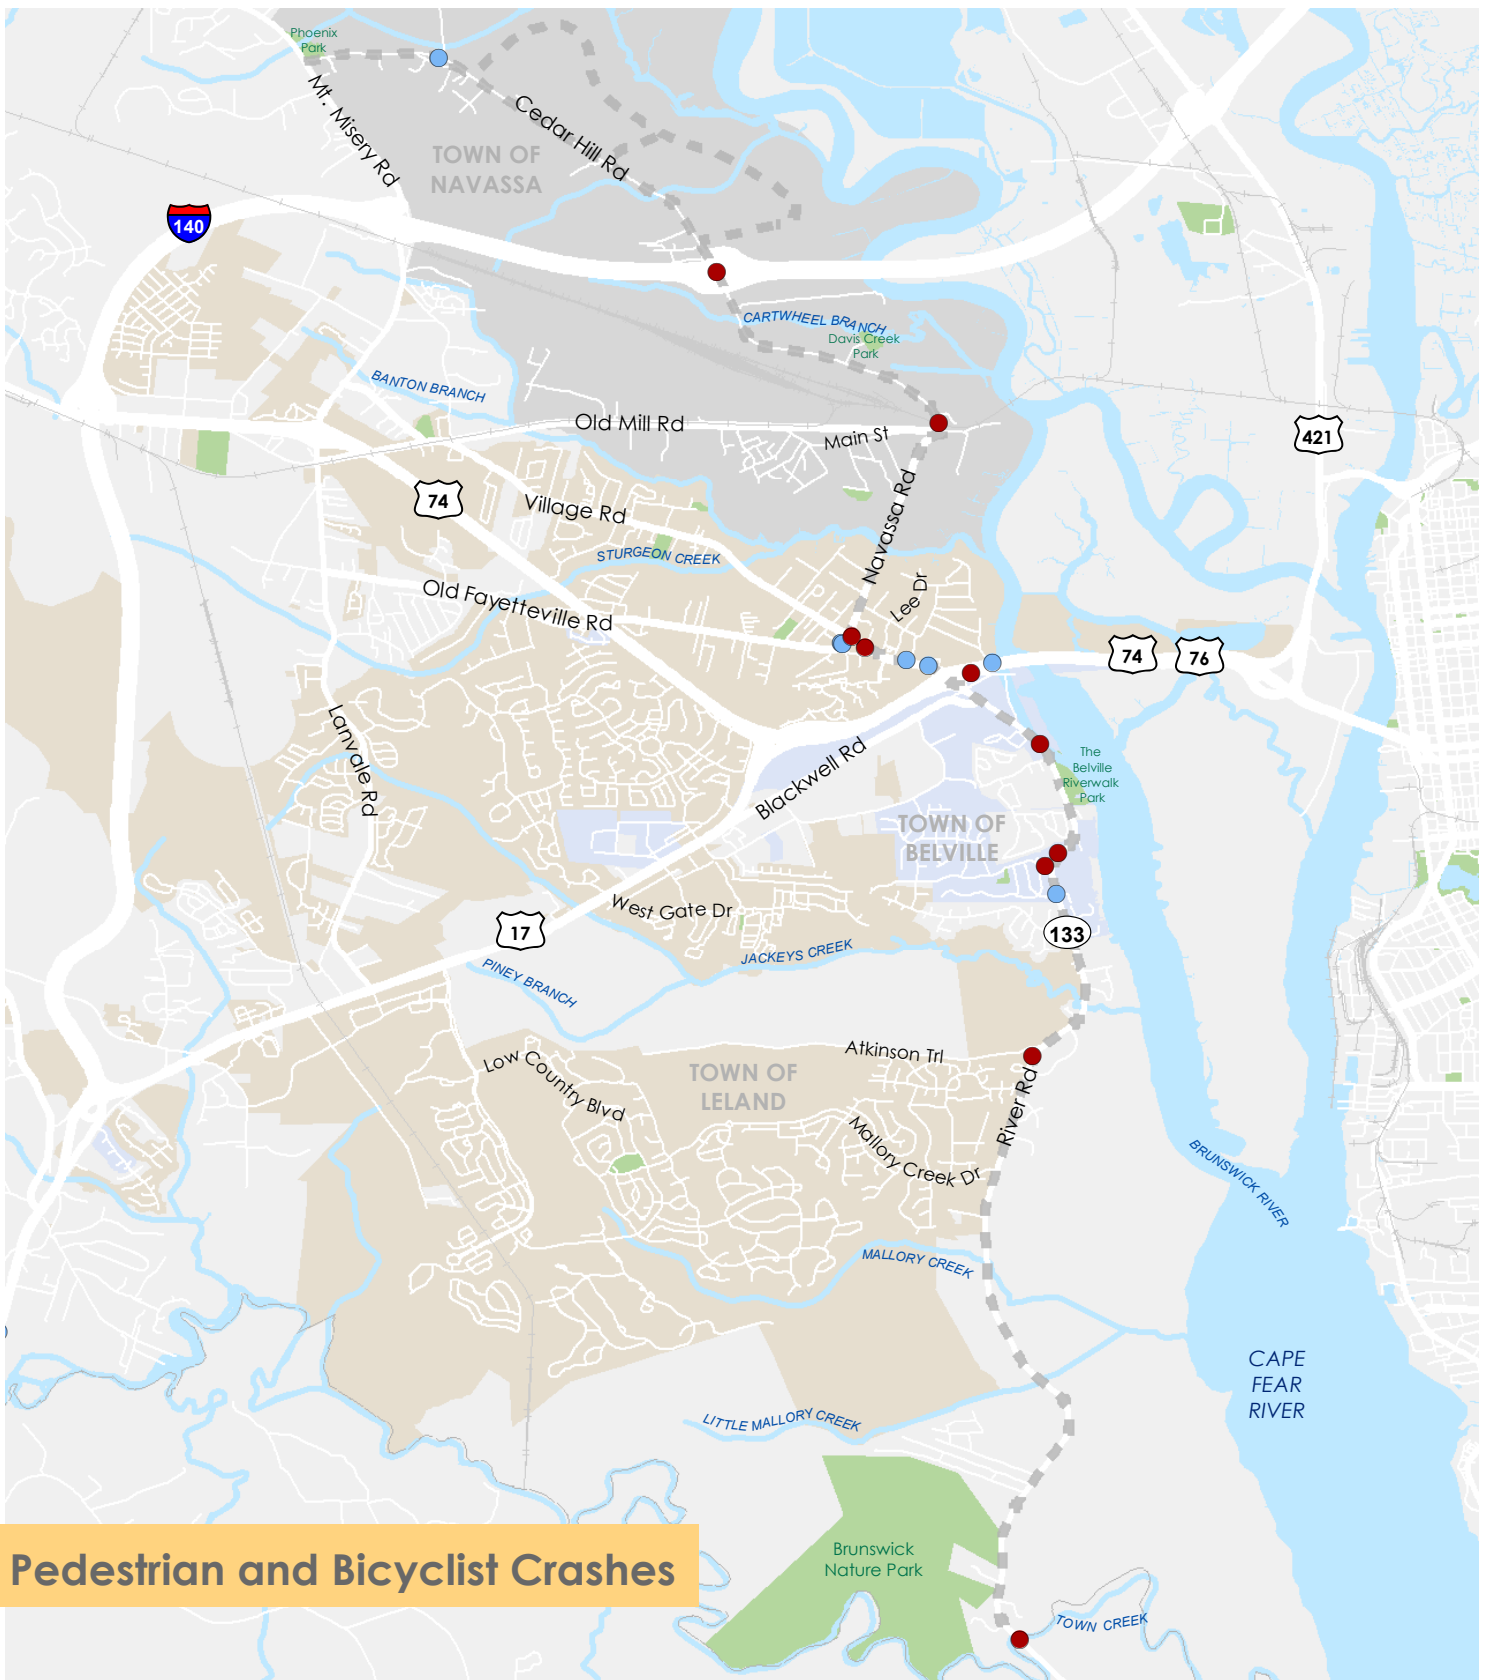 Phoenix
Park
Mt. Misery Rd
Cedar Hill Rd
TOWN OF
NAVASSA
140
CARTWHEEL BRANCH
Davis Creek
Park
BANTON BRANCH
Old Mill Rd
Main St
421
74
Village Rd
Navassa Rd
STURGEON CREEK
Old Fayetteville Rd
Lee Dr
74
76
Lanvale Rd
Blackwell Rd
The
Belville
Riverwalk
Park
TOWN OF
BELVILLE
West Gate Dr
17
133
JACKEYS CREEK
PINEY BRANCH
Atkinson Trl
Low Country Blvd
TOWN OF
LELAND
River Rd
Mallory Creek Dr
BRUNSWICK RIVER
MALLORY CREEK
CAPE
FEAR
RIVER
LITTLE MALLORY CREEK
Brunswick
Nature Park
Pedestrian and Bicyclist Crashes
TOWN CREEK